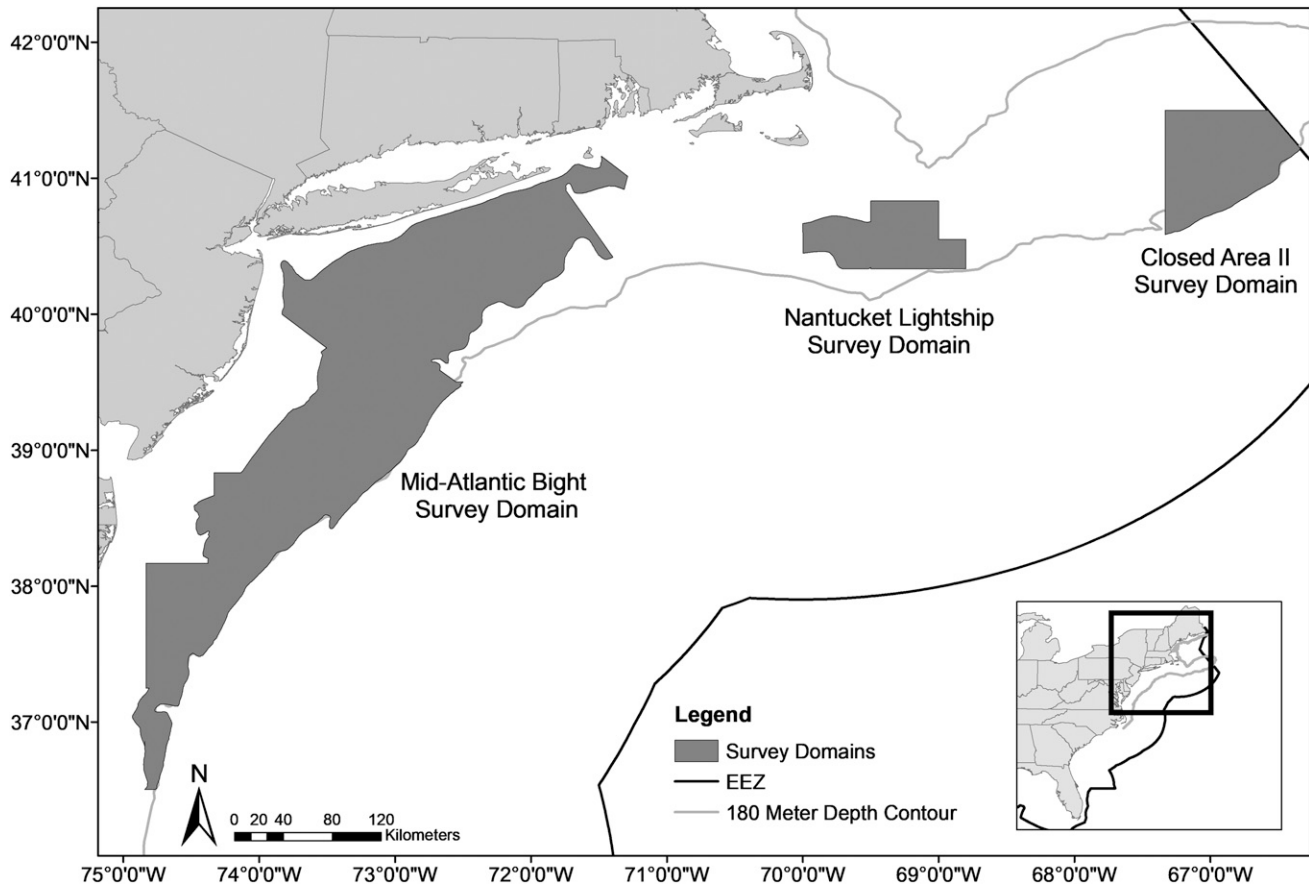 42°0'0"N
41°0'0"N
40°0'0"N
39°0'0"N
38°0'0"N
37°0'0"N
Closed Area II
Survey Domain
Nantucket Lightship
Survey Domain
Mid-Atlantic Bight
Survey Domain
N
0 20 40 80 120
Kilometers
Legend
Survey Domains
EEZ
180 Meter Depth Contour
75°0'0"W 74°0'0"W 73°0'0"W 72°0'0"W 71°0'0"W 70°0'0"W 69°0'0"W 68°0'0"W 67°0'0"W